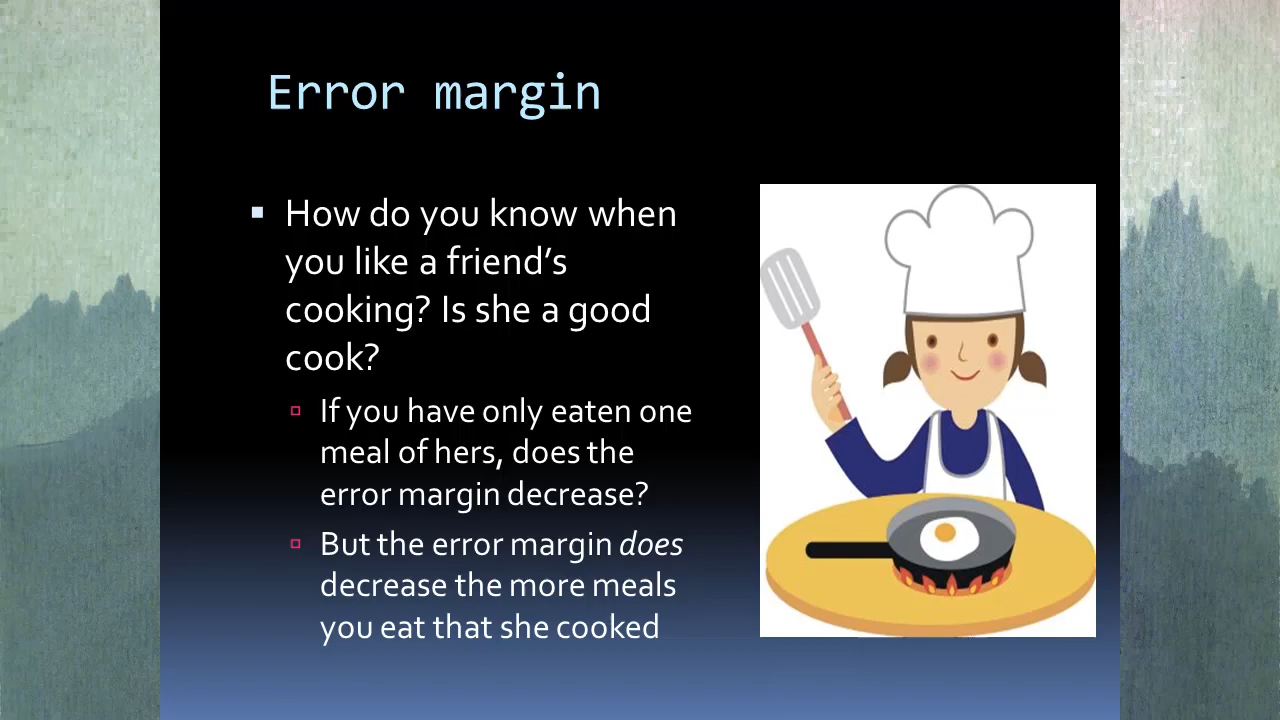 Error margin
How do you know when
you like a friend’s
cooking? Is she a good
cook?
If you have only eaten one
meal of hers, does the
error margin decrease?
But the error margin does
decrease the more meals
you eat that she cooked